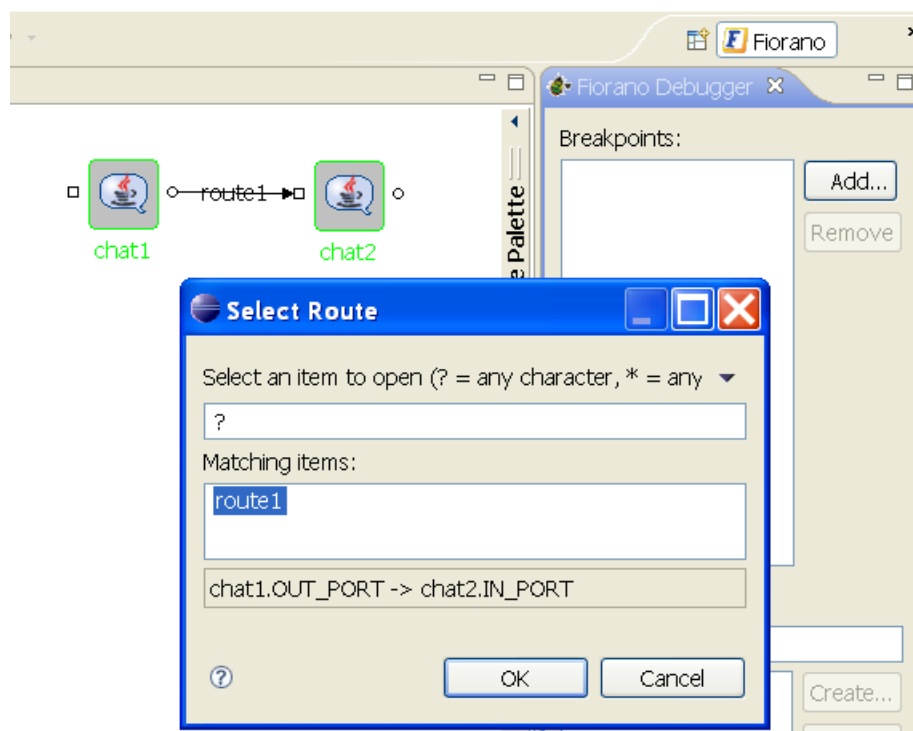 Fiorano
Fiorano Debugger
Breakpoints:
Add...
Remove
route1
chat1
chat2
Palette
Select Route
Select an item to open (? = any character, * = any
?
Matching items:
route1
chat1.OUT_PORT -> chat2.IN_PORT
OK
Cancel
Create...